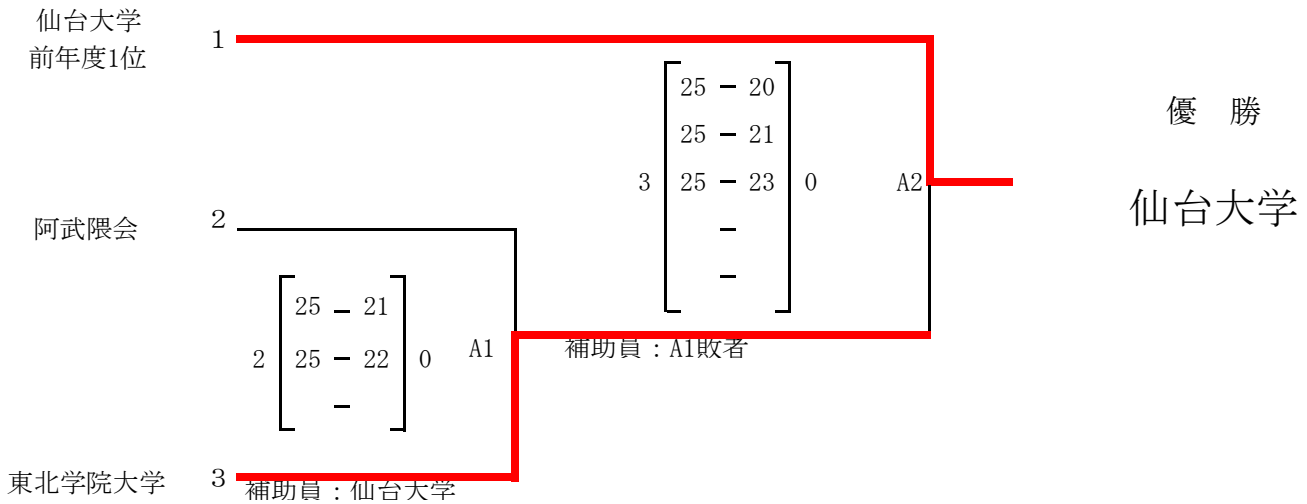 仙台大学
前年度1位
1
25 − 20
25 − 21
3 25 − 23 0
−
−
A2
優 勝
仙台大学
阿武隈会
2
25 − 21
2 25 − 22 0
−
A1
補助員：A1敗者
東北学院大学
3
補助員：仙台大学